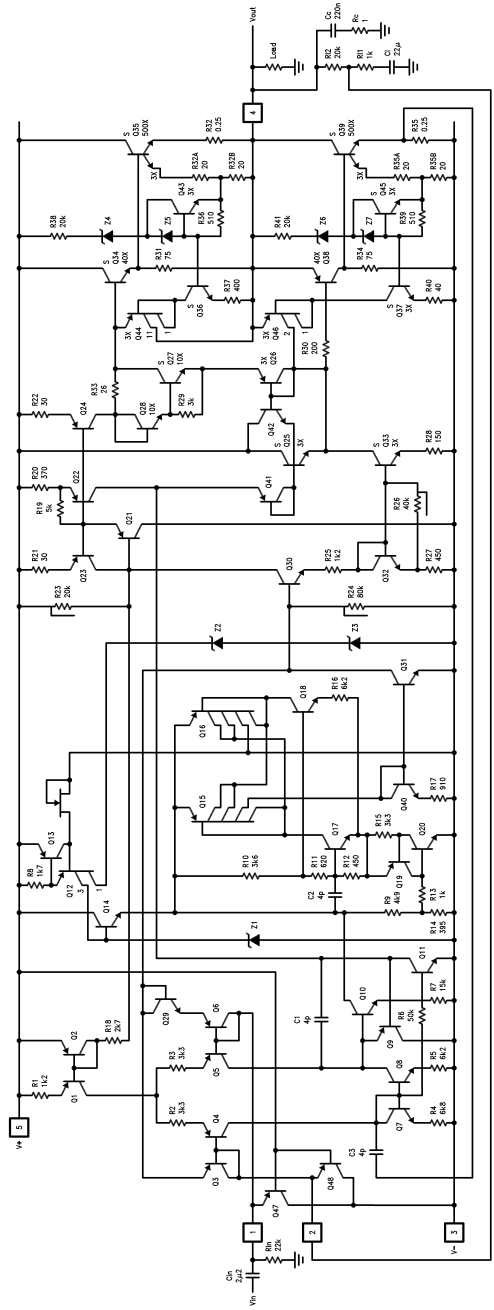 V+
5
R1
1k2
Q1
Q2
R18
2k7
R8
1k7
Q12
3
1
Q13
Q14
R23
20k
R21
30
Q23
R19
5k
R20
370
Q22
Q21
R22
30
Q24
R33
26
Q28
10X
S
Q27
10X
R29
3k
3X
Q44
11
1
S
Q34
40X
R31
75
S
Q36
R37
400
R38
20k
Z4
Z5
Q43
3X
R36
510
S
Q35
500X
3X
R32A
20
R32B
20
R32
0.25
Q29
Q6
Q5
R3
3k3
R2
3k3
Q4
Q3
Q47
Q48
C1
4p
Z1
Q10
Q9
R6
50k
Q11
R7
15k
Q8
R5
6k2
Q7
R4
6k8
C3
4p
Q15
Q16
R10
3k6
R11
620
R12
450
C2
4p
Q17
Q18
R16
6k2
R15
3k3
R9
4k9
Q19
Q20
R13
1k
R14
395
R17
910
Q40
Q31
Z2
Z3
Q30
R25
1k2
R24
80k
Q32
R27
450
R26
40k
Q41
Q42
S
Q25
3X
3X
Q26
S
Q33
3X
R28
150
R30
200
3X
Q46
2
1
40X
Q38
S
R34
75
S
Q37
3X
R40
40
R41
20k
Z6
Z7
S
Q45
3X
R39
510
S
Q39
500X
3X
R35A
20
R35B
20
R35
0.25
Vin
Cin
2µ2
Rin
22k
1
2
3
V-
4
Vout
Load
Cc
220n
Rc
1
Rf2
20k
Rf1
1k
Ci
22µ